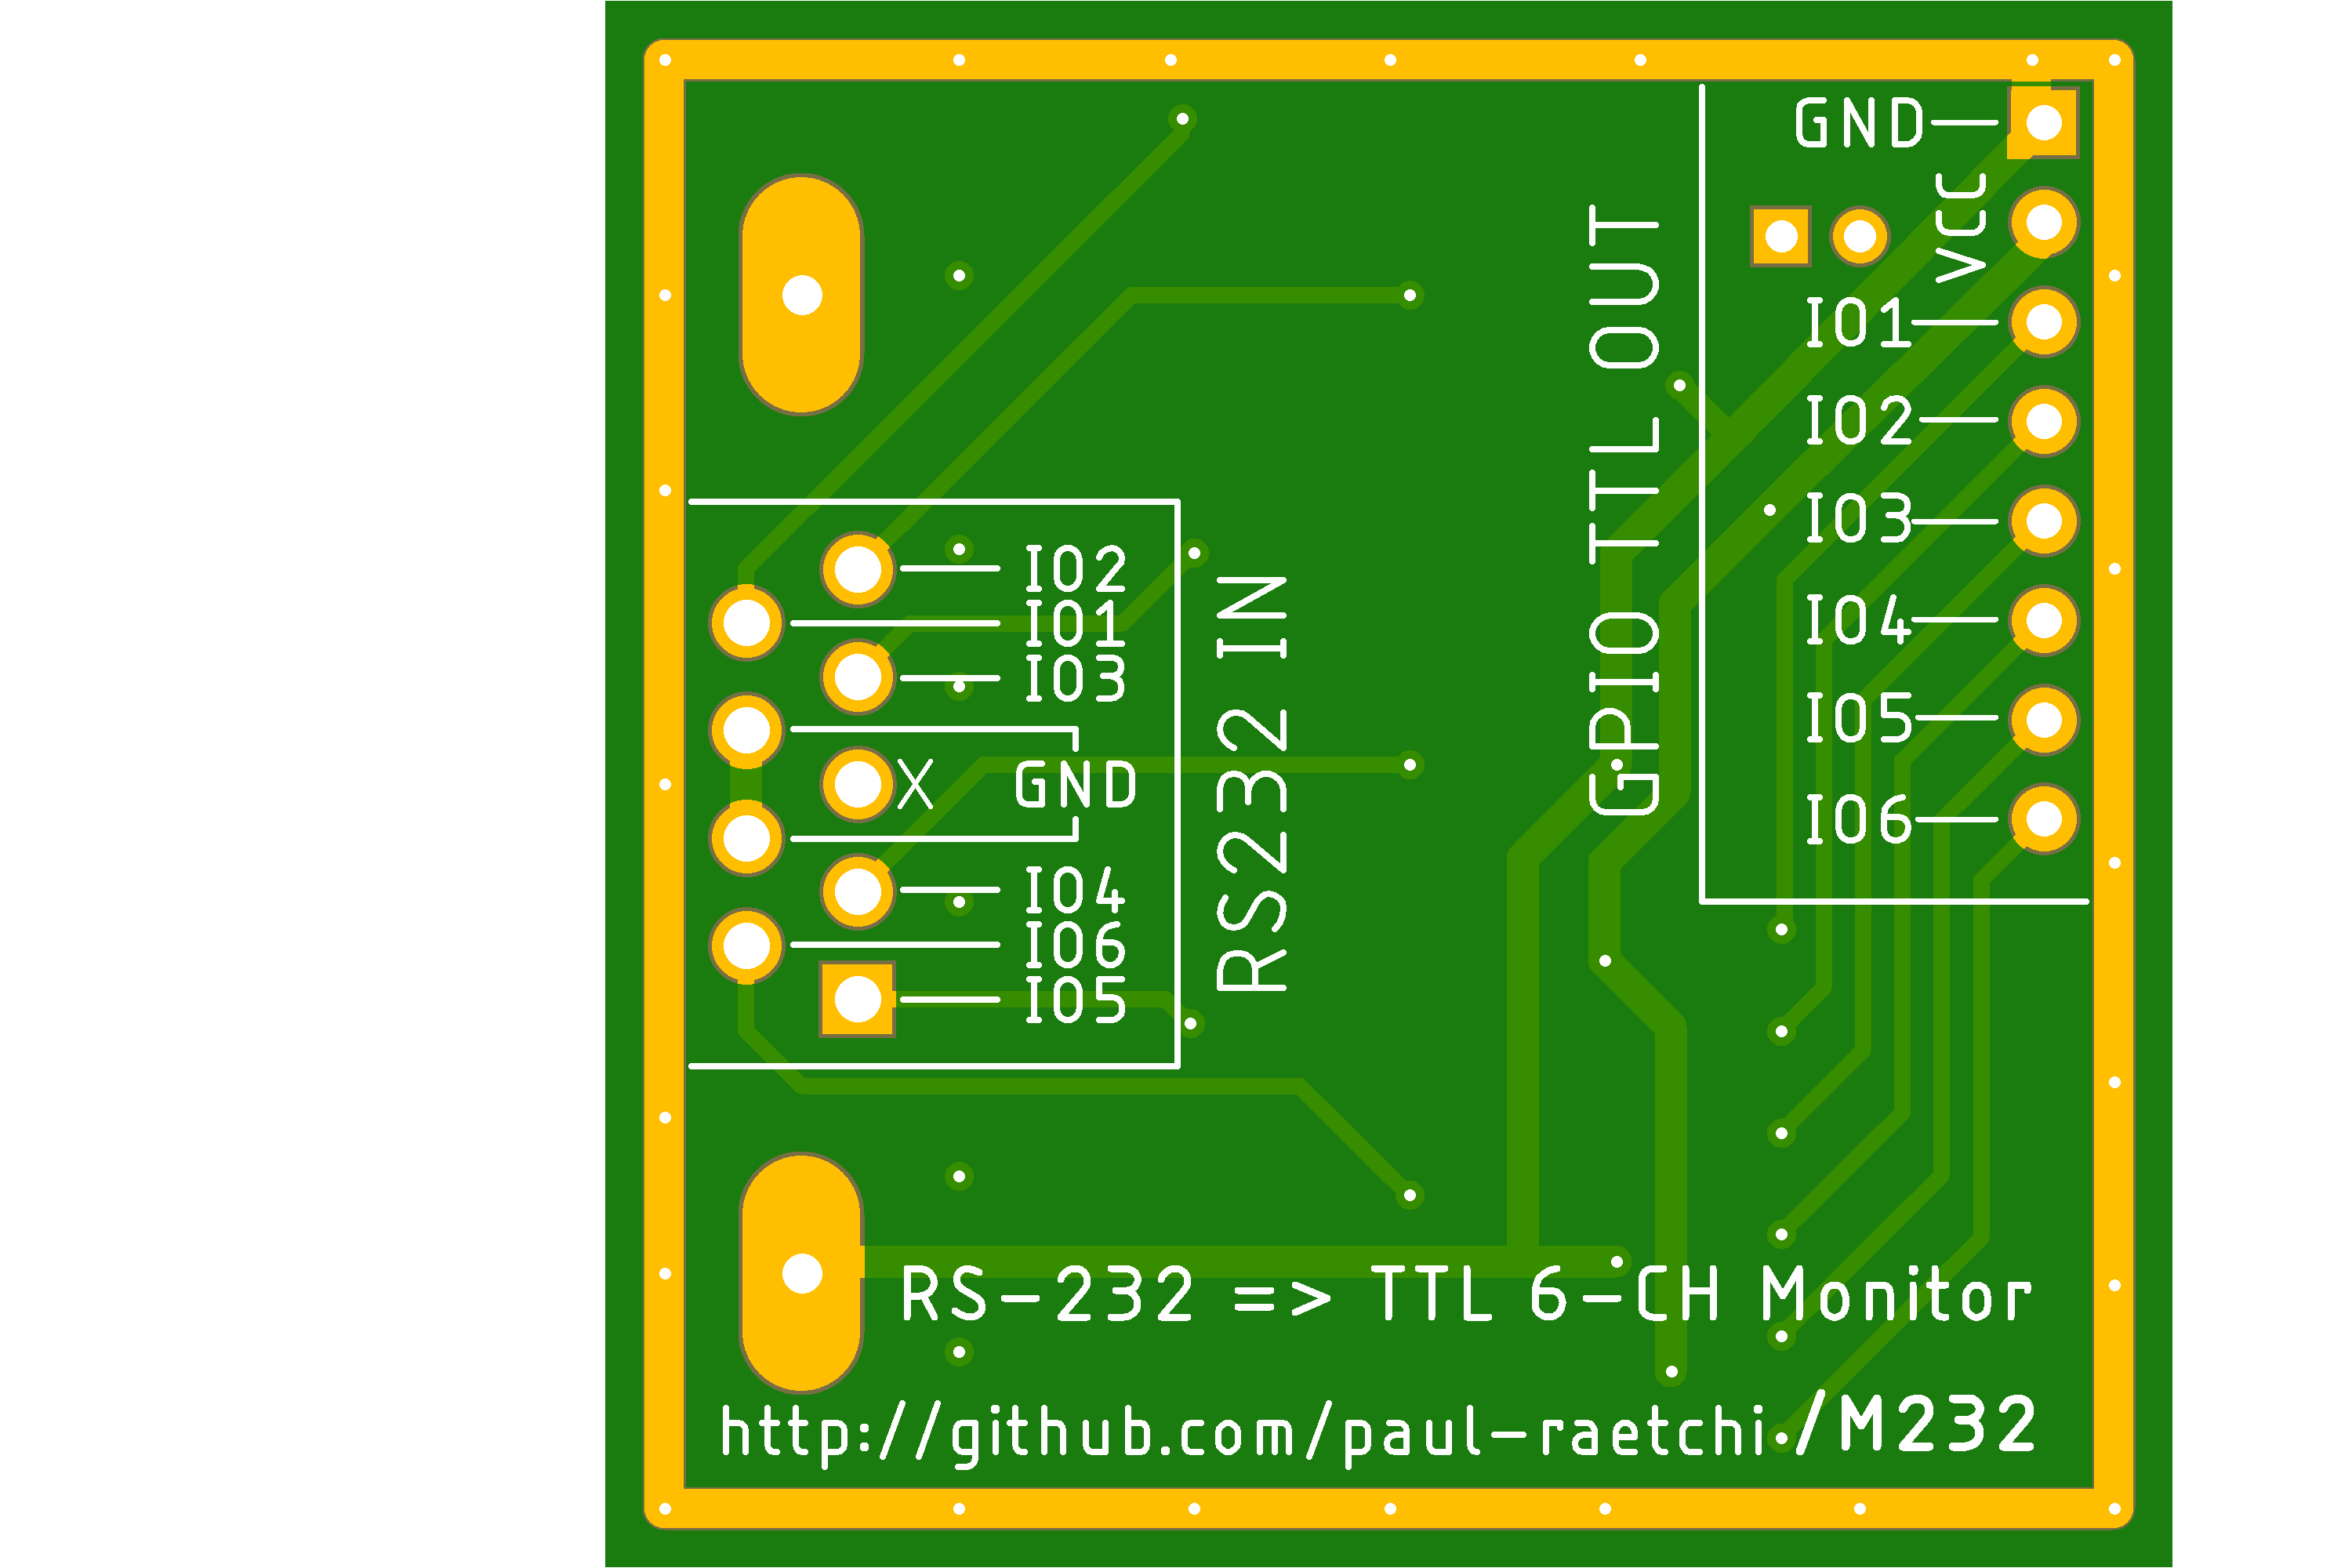 GND
VCC
IO1
IO2
IO3
IO4
IO5
IO6
GPIO TTL OUT
IO2
IO1
IO3
X GND
IO4
IO6
IO5
RS232 IN
RS-232 => TTL 6-CH Monitor
http://github.com/paul-raetchi/M232